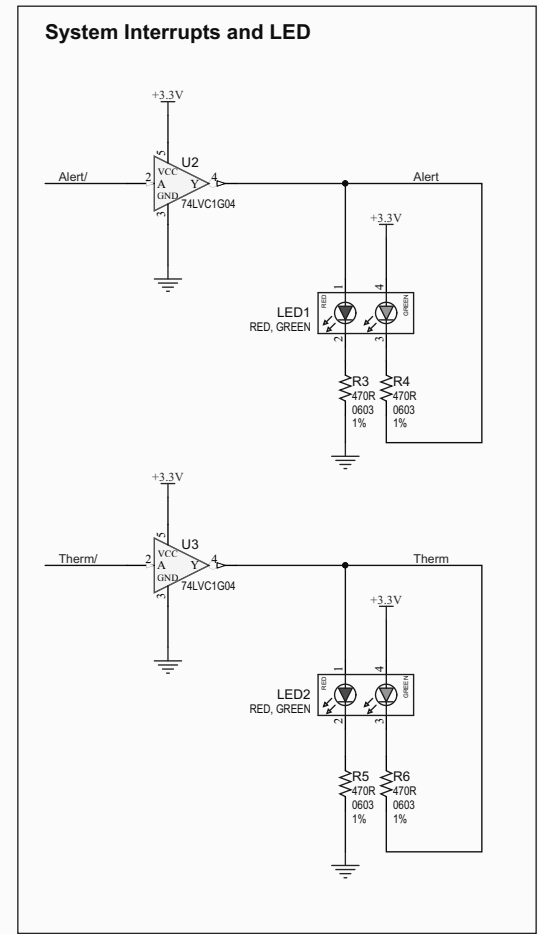 System Interrupts and LED
+3.3V
5
U2
Alert/
2
VCC
A
Y
4
Alert
GND
74LVC1G04
3
+3.3V
1
4
RED
GREEN
LED1
RED, GREEN
2
3
R3
R4
470R
470R
0603
0603
1%
1%
+3.3V
5
U3
Therm/
2
VCC
A
Y
4
Therm
GND
74LVC1G04
3
+3.3V
1
4
RED
GREEN
LED2
RED, GREEN
2
3
R5
R6
470R
470R
0603
0603
1%
1%